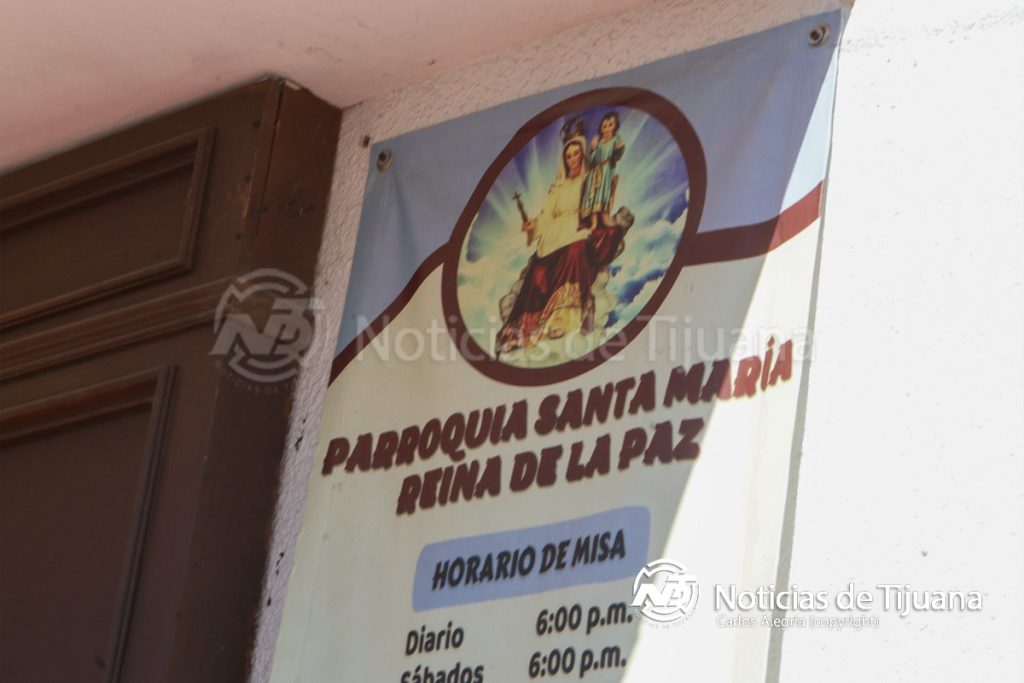 Noticias de Tijuana
PARROQUIA SANTA MARÍA
REINA DE LA PAZ
HORARIO DE MISA
Diario 6:00 p.m.
Sábados 6:00 p.m.
Noticias de Tijuana
Carlos Alegria (copyright)